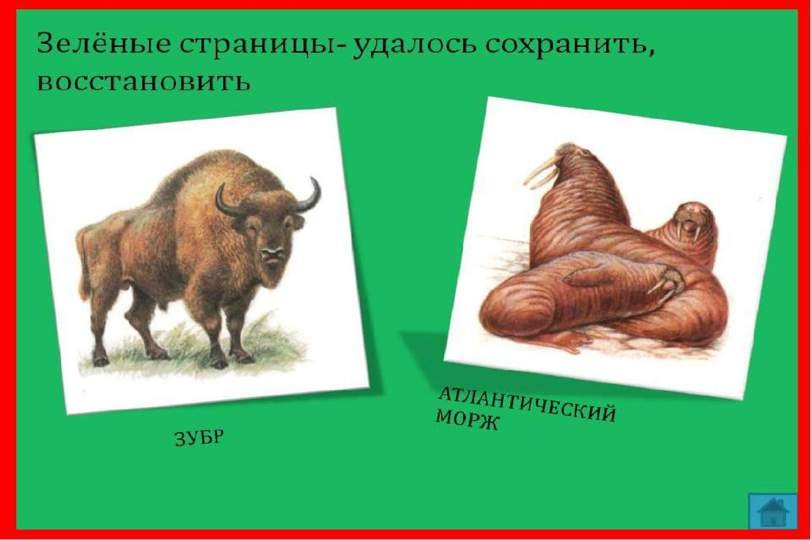 Зелёные страницы- удалось сохранить,
восстановить
ЗУБР
АТЛАНТИЧЕСКИЙ
МОРЖ